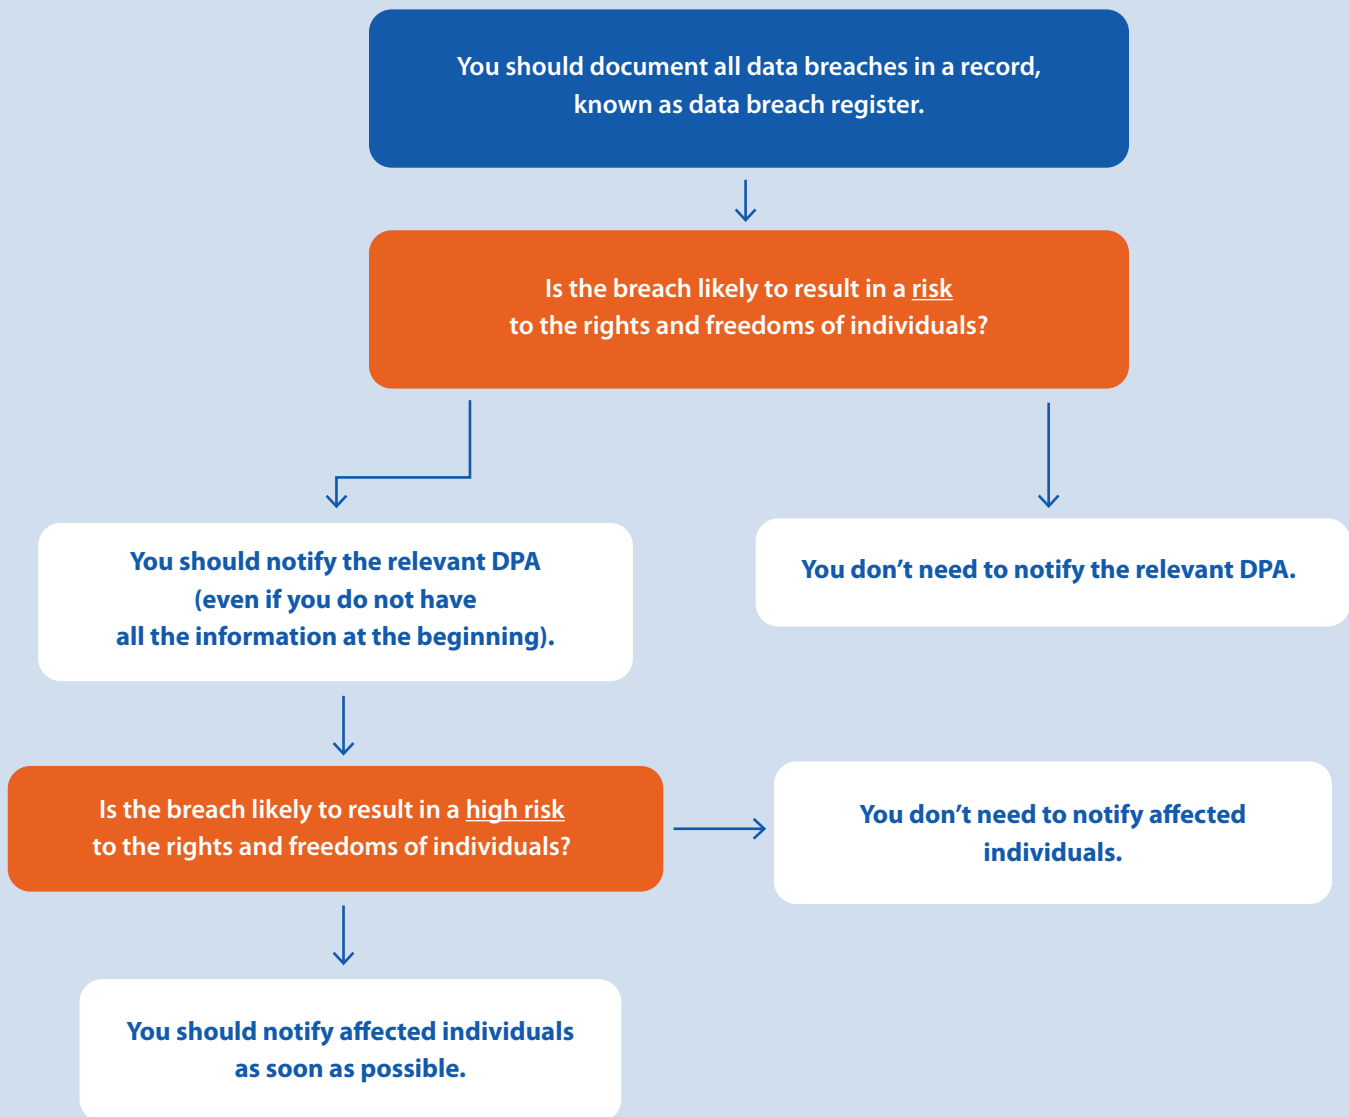 You should document all data breaches in a record,
known as data breach register.
Is the breach likely to result in a risk
to the rights and freedoms of individuals?
You should notify the relevant DPA
(even if you do not have
all the information at the beginning).
You don’t need to notify the relevant DPA.
Is the breach likely to result in a high risk
to the rights and freedoms of individuals?
You don’t need to notify affected
individuals.
You should notify affected individuals
as soon as possible.